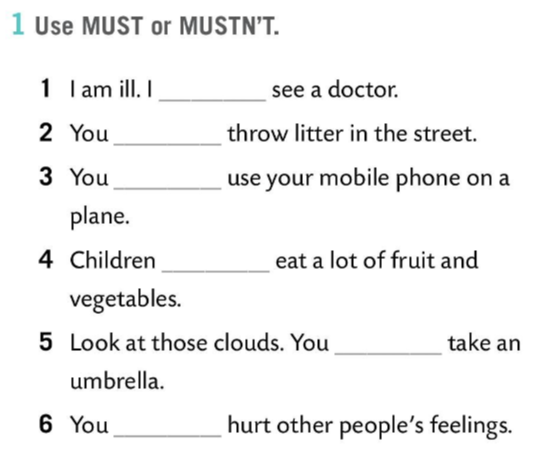 1 Use MUST or MUSTN'T.
1 I am ill. I ________ see a doctor.
2 You ________ throw litter in the street.
3 You ________ use your mobile phone on a
plane.
4 Children ________ eat a lot of fruit and
vegetables.
5 Look at those clouds. You ________ take an
umbrella.
6 You ________ hurt other people's feelings.